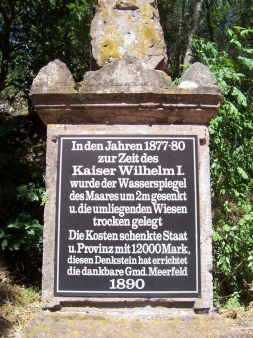 In den Jahren 1877-80
zur Zeit des
Kaiser Wilhelm I.
wurde der Wasserspiegel
des Maares um 2m gesenkt
u. die umliegenden Wiesen
trocken gelegt
Die Kosten schenkte Staat
u. Provinz mit 12000 Mark,
diesen Denkstein hat errichtet
die dankbare Gmd. Meerfeld
1890